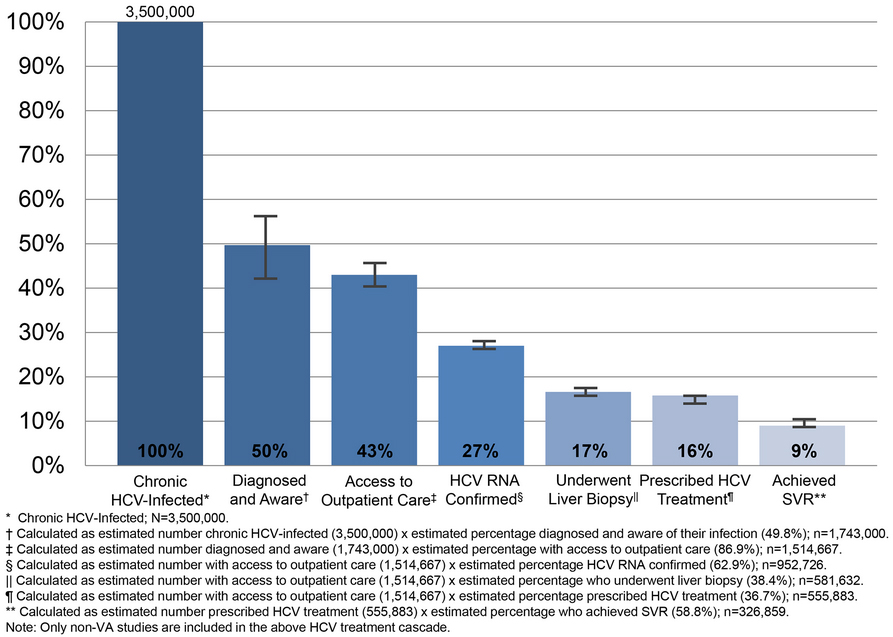 3,500,000
100%
90%
80%
70%
60%
50%
40%
30%
20%
10%
0%
100% 50% 43% 27% 17% 16% 9%
Chronic HCV-Infected*
Diagnosed and Aware†
Access to Outpatient Care‡
HCV RNA Confirmed§
Underwent Liver Biopsy||
Prescribed HCV Treatment¶
Achieved SVR**
* Chronic HCV-Infected; N=3,500,000.
† Calculated as estimated number chronic HCV-infected (3,500,000) x estimated percentage diagnosed and aware of their infection (49.8%); n=1,743,000.
‡ Calculated as estimated number diagnosed and aware (1,743,000) x estimated percentage with access to outpatient care (86.9%); n=1,514,667.
§ Calculated as estimated number with access to outpatient care (1,514,667) x estimated percentage HCV RNA confirmed (62.9%); n=952,726.
|| Calculated as estimated number with access to outpatient care (1,514,667) x estimated percentage who underwent liver biopsy (38.4%); n=581,632.
¶ Calculated as estimated number with access to outpatient care (1,514,667) x estimated percentage prescribed HCV treatment (36.7%); n=555,883.
** Calculated as estimated number prescribed HCV treatment (555,883) x estimated percentage who achieved SVR (58.8%); n=326,859.
Note: Only non-VA studies are included in the above HCV treatment cascade.